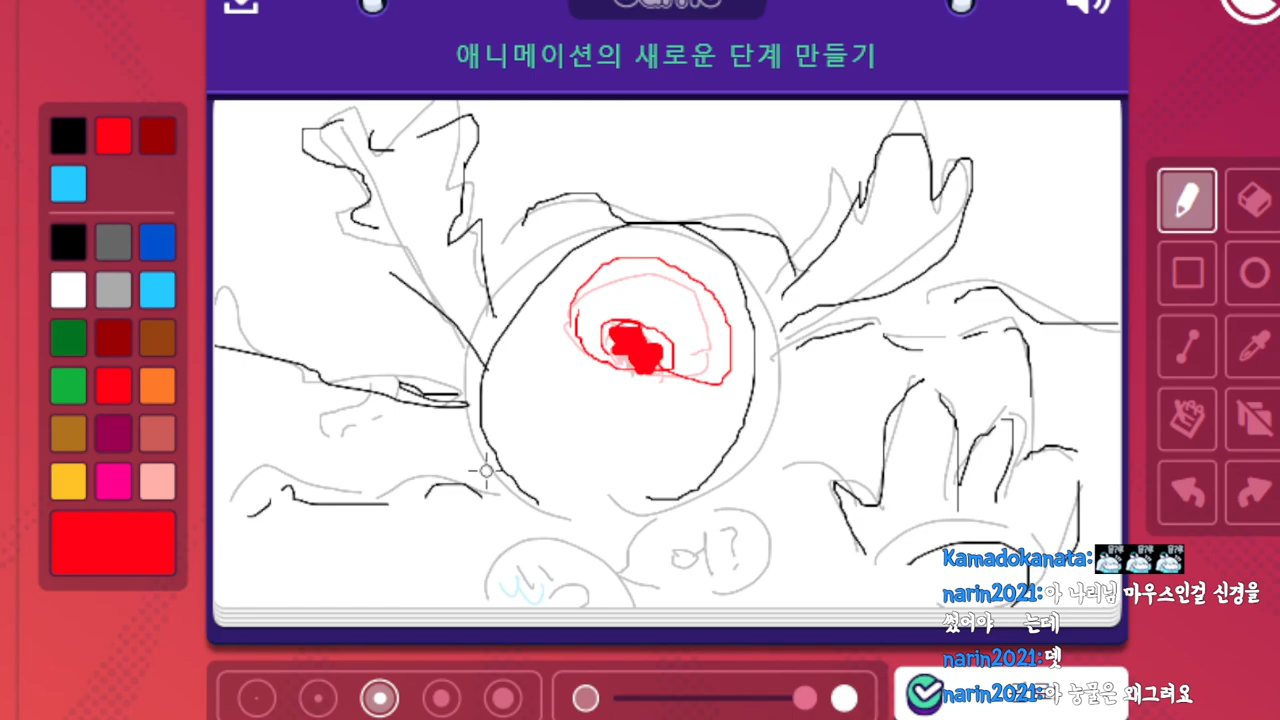 애니메이션의 새로운 단계 만들기
어?
Kamadokanata:
narin2021:아 나리님 마우스인걸 신경을
썼어야 는데
narin2021:뎃
narin2021:아 눙물은 왜그려요